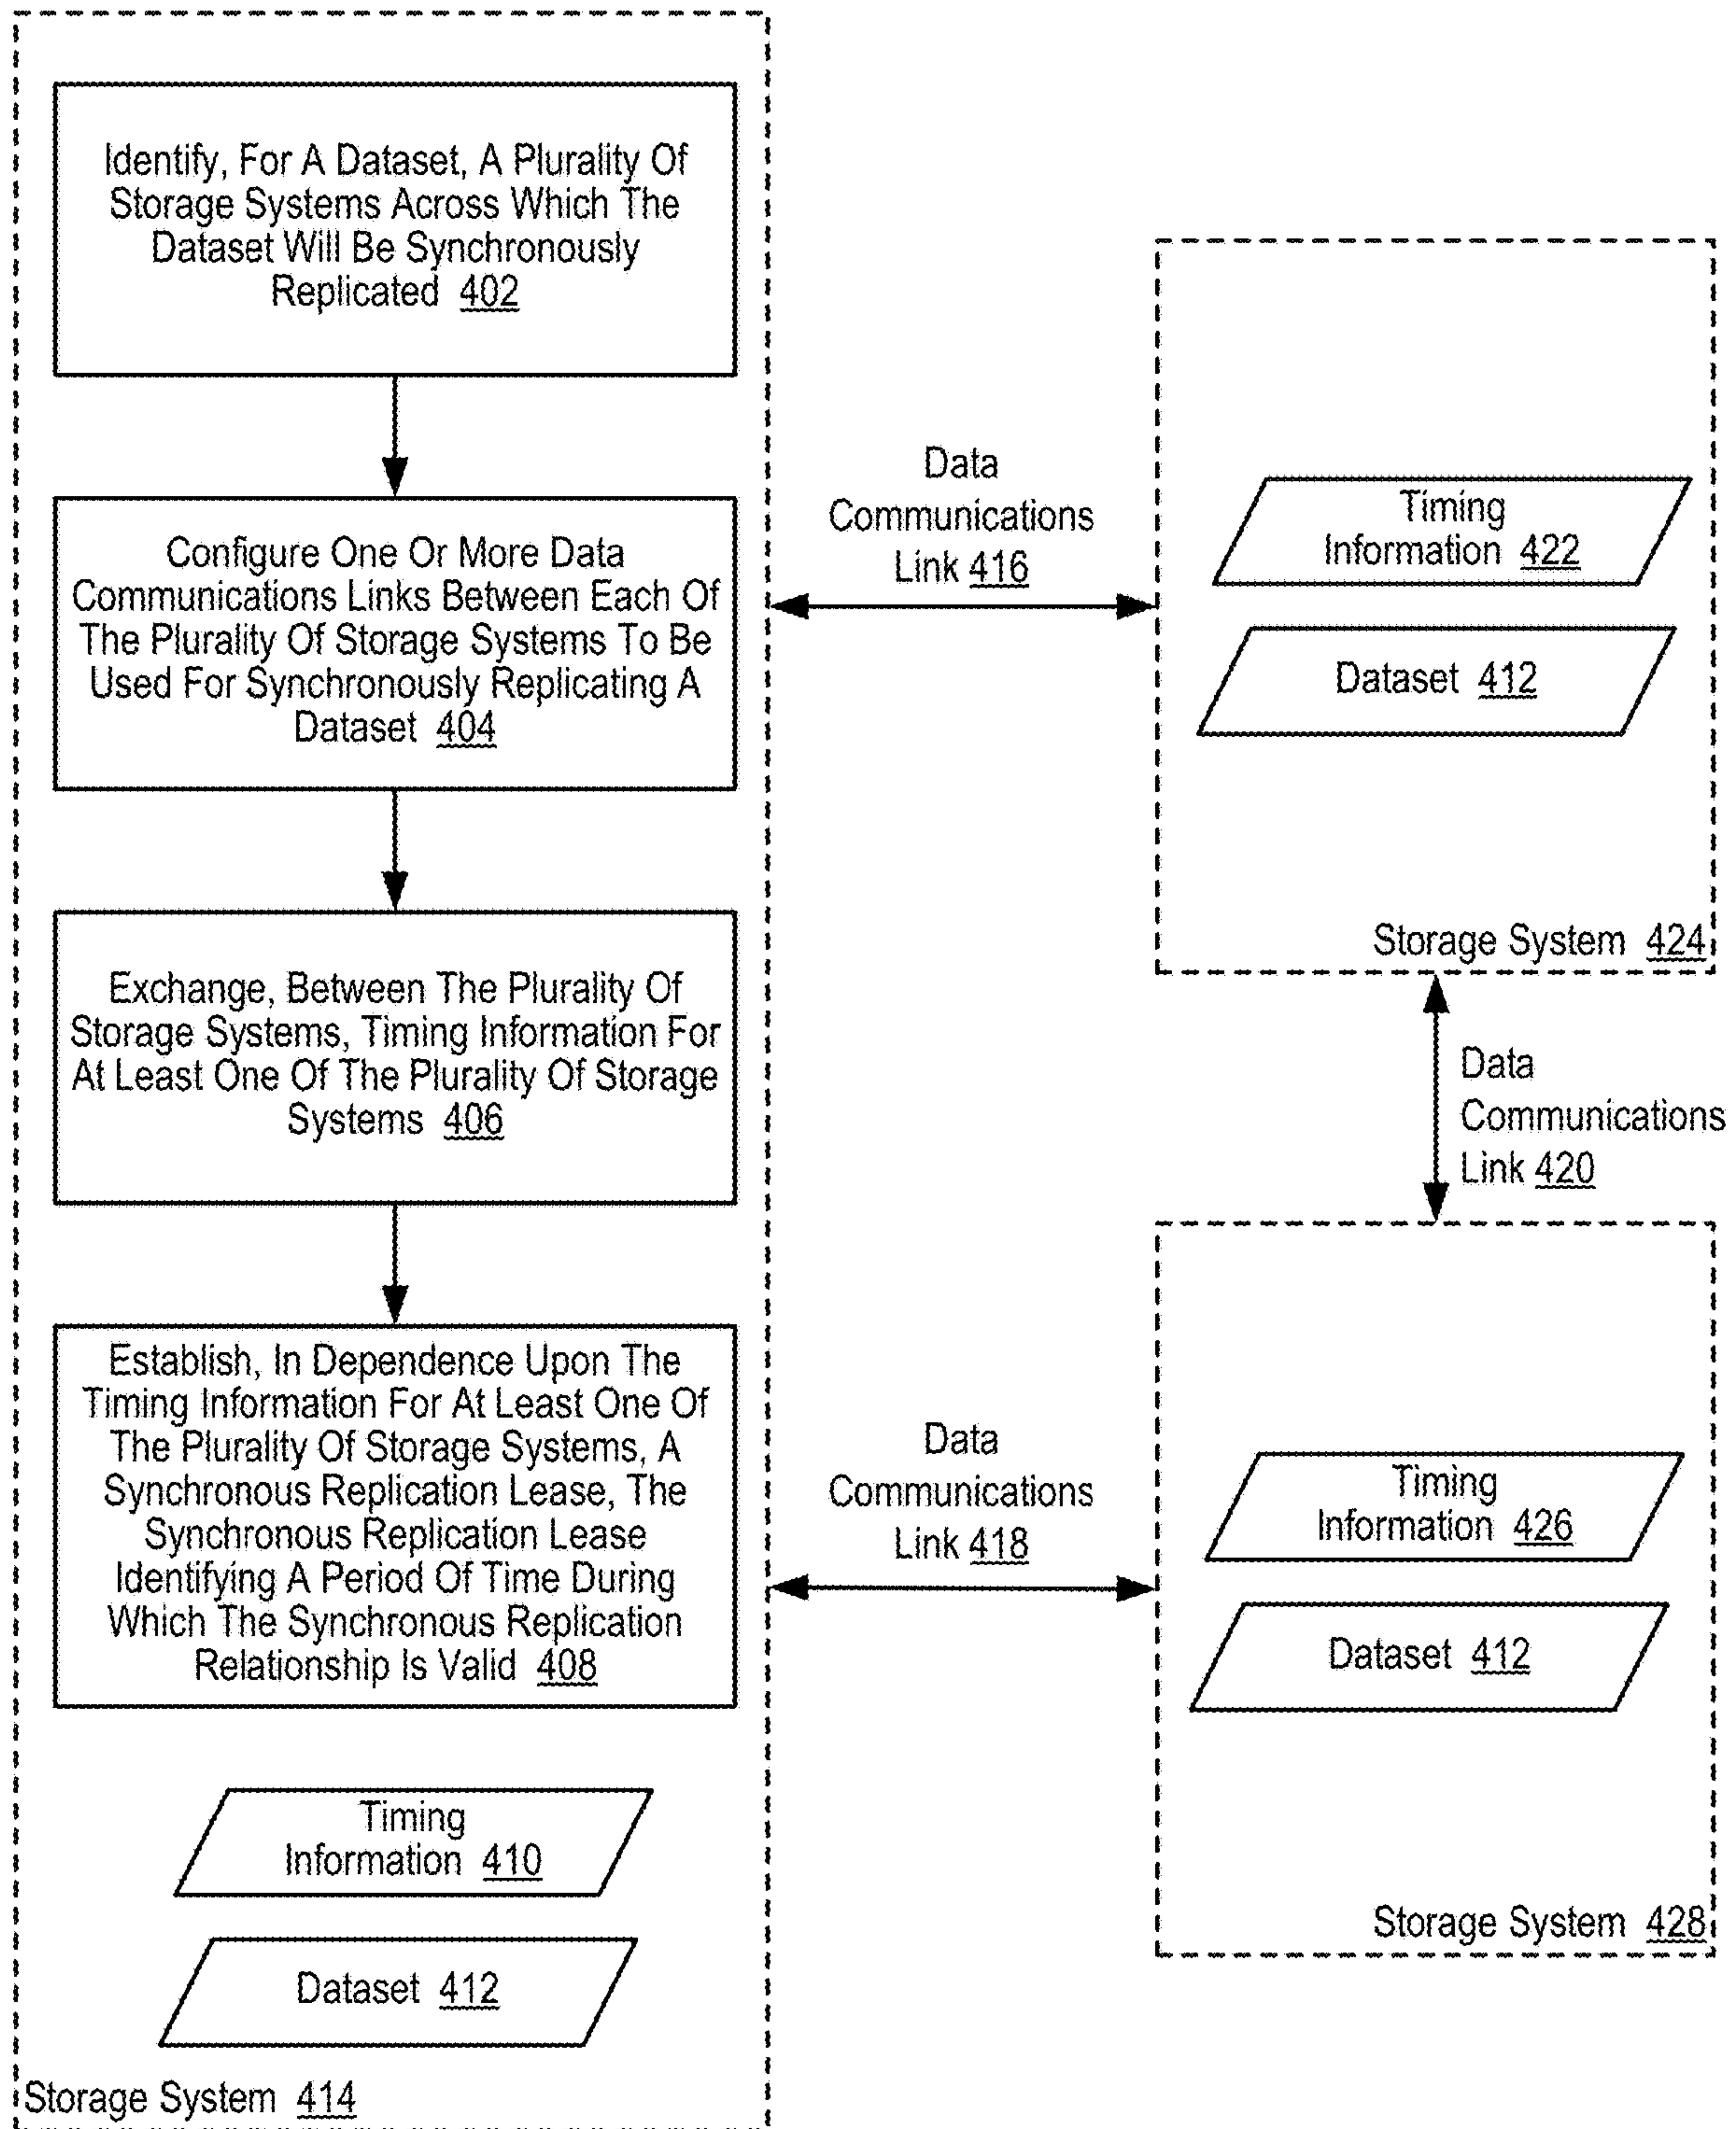 Identify, For A Dataset, A Plurality Of
Storage Systems Across Which The
Dataset Will Be Synchronously
Replicated 402
Configure One Or More Data
Communications Links Between Each Of
The Plurality Of Storage Systems To Be
Used For Synchronously Replicating A
Dataset 404
Exchange, Between The Plurality Of
Storage Systems, Timing Information For
At Least One Of The Plurality Of Storage
Systems 406
Establish, In Dependence Upon The
Timing Information For At Least One Of
The Plurality Of Storage Systems, A
Synchronous Replication Lease, The
Synchronous Replication Lease
Identifying A Period Of Time During
Which The Synchronous Replication
Relationship Is Valid 408
Timing
Information 410
Dataset 412
Storage System 414
Data
Communications
Link 416
Timing
Information 422
Dataset 412
Storage System 424
Data
Communications
Link 420
Data
Communications
Link 418
Timing
Information 426
Dataset 412
Storage System 428